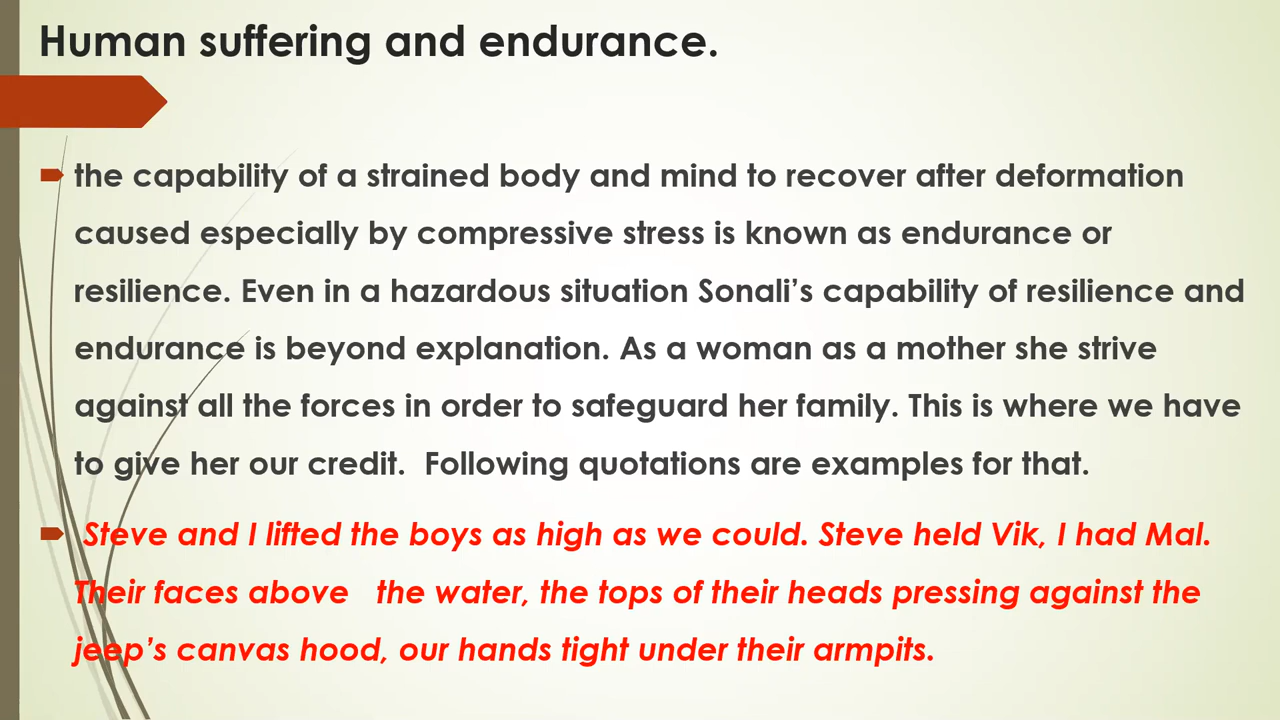 Human suffering and endurance.
the capability of a strained body and mind to recover after deformation
caused especially by compressive stress is known as endurance or
resilience. Even in a hazardous situation Sonali’s capability of resilience and
endurance is beyond explanation. As a woman as a mother she strive
against all the forces in order to safeguard her family. This is where we have
to give her our credit.  Following quotations are examples for that.
Steve and I lifted the boys as high as we could. Steve held Vik, I had Mal.
Their faces above   the water, the tops of their heads pressing against the
jeep’s canvas hood, our hands tight under their armpits.